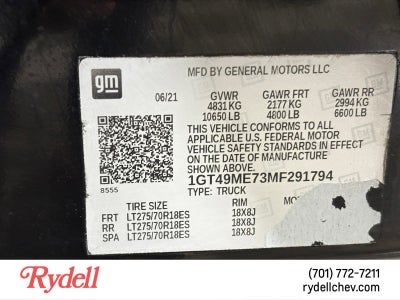 gm
MFD BY GENERAL MOTORS LLC
06/21 GVWR GAWR FRT GAWR RR
4831 KG 2177 KG 2994 KG
10650 LB 4800 LB 6600 LB
THIS VEHICLE CONFORMS TO ALL
APPLICABLE U.S. FEDERAL MOTOR
VEHICLE SAFETY STANDARDS IN EFFECT
ON THE DATE OF MANUFACTURE
SHOWN ABOVE.
1GT49ME73MF291794
TYPE: TRUCK
8555
TIRE SIZE RIM
FRT LT275/70R18ES 18X8J
RR LT275/70R18ES 18X8J
SPA LT275/70R18ES 18X8J
Rydell
(701) 772-7211
rydellchev.com